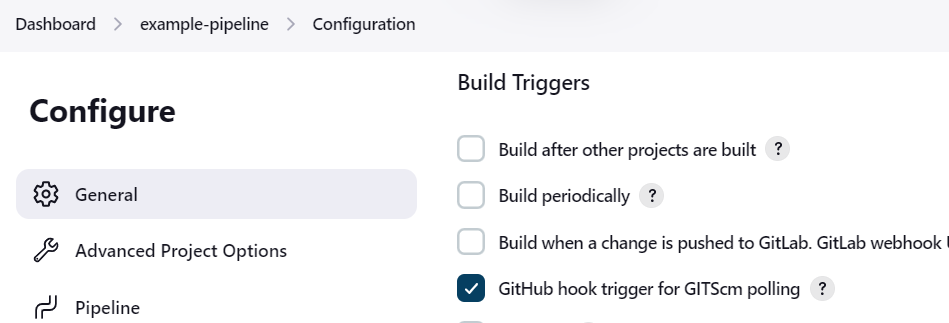 Dashboard > example-pipeline > Configuration
Configure
General
Advanced Project Options
Pipeline
Build Triggers
Build after other projects are built ?
Build periodically ?
Build when a change is pushed to GitLab. GitLab webhook
GitHub hook trigger for GITScm polling ?